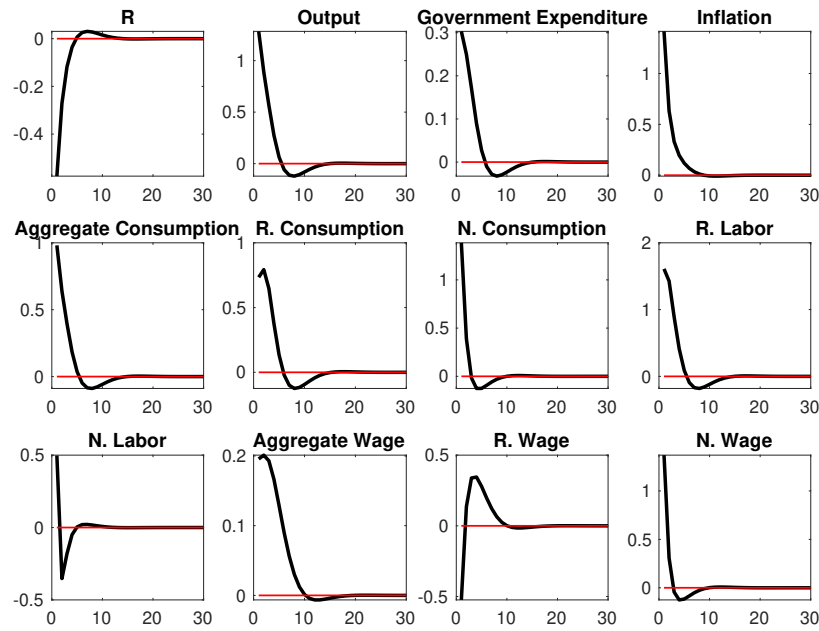 R Output Government Expenditure Inflation
0 -0.2 -0.4
1 0.5 0
0.3 0.2 0.1 0
1 0.5 0
0 10 20 30 0 10 20 30 0 10 20 30 0 10 20 30
Aggregate Consumption R. Consumption N. Consumption R. Labor
1 0.5 0
1 0.5 0
1 0.5 0
2 1 0
0 10 20 30 0 10 20 30 0 10 20 30 0 10 20 30
N. Labor Aggregate Wage R. Wage N. Wage
0.5 0 -0.5
0.2 0.1 0
0.5 0 -0.5
1 0.5 0
0 10 20 30 0 10 20 30 0 10 20 30 0 10 20 30